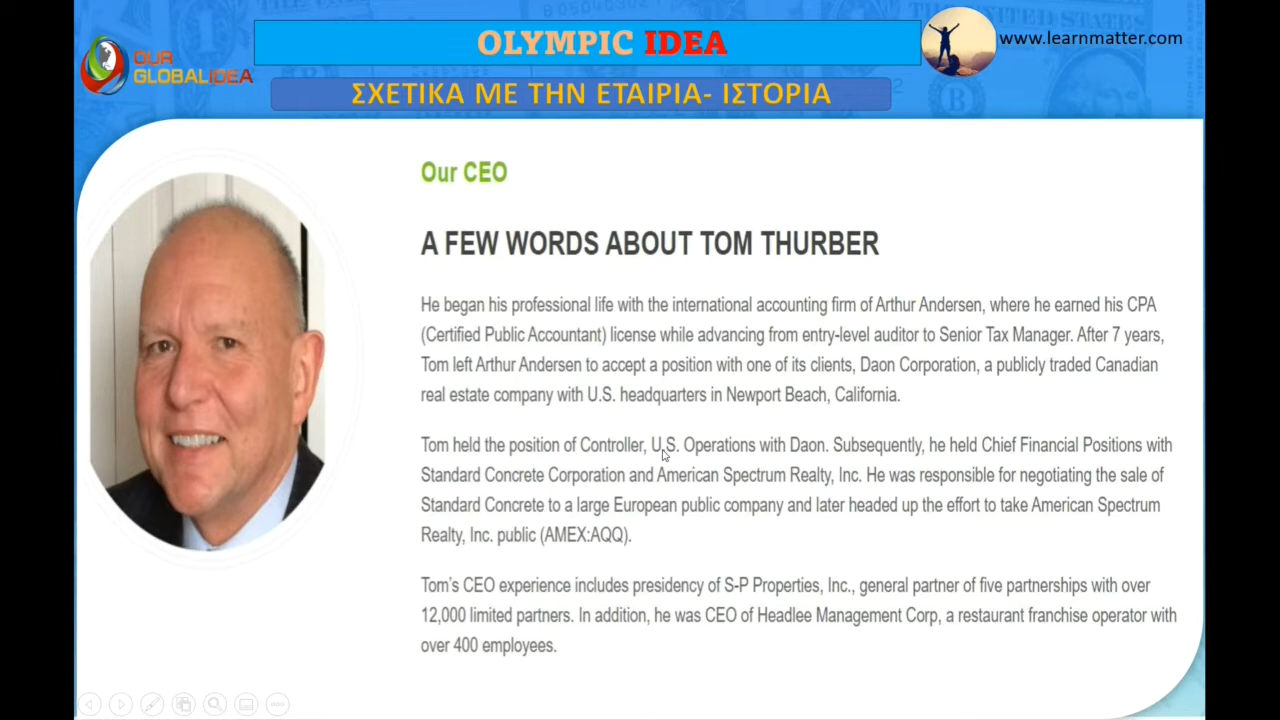 OLYMPIC IDEA
www.learnmatter.com
OUR
GLOBALIDEA
ΣΧΕΤΙΚΑ ΜΕ ΤΗΝ ΕΤΑΙΡΙΑ- ΙΣΤΟΡΙΑ
Our CEO
A FEW WORDS ABOUT TOM THURBER
He began his professional life with the international accounting firm of Arthur Andersen, where he earned his CPA
(Certified Public Accountant) license while advancing from entry-level auditor to Senior Tax Manager. After 7 years,
Tom left Arthur Andersen to accept a position with one of its clients, Daon Corporation, a publicly traded Canadian
real estate company with U.S. headquarters in Newport Beach, California.
Tom held the position of Controller, U.S. Operations with Daon. Subsequently, he held Chief Financial Positions with
Standard Concrete Corporation and American Spectrum Realty, Inc. He was responsible for negotiating the sale of
Standard Concrete to a large European public company and later headed up the effort to take American Spectrum
Realty, Inc. public (AMEX:AQQ).
Tom's CEO experience includes presidency of S-P Properties, Inc., general partner of five partnerships with over
12,000 limited partners. In addition, he was CEO of Headlee Management Corp, a restaurant franchise operator with
over 400 employees.